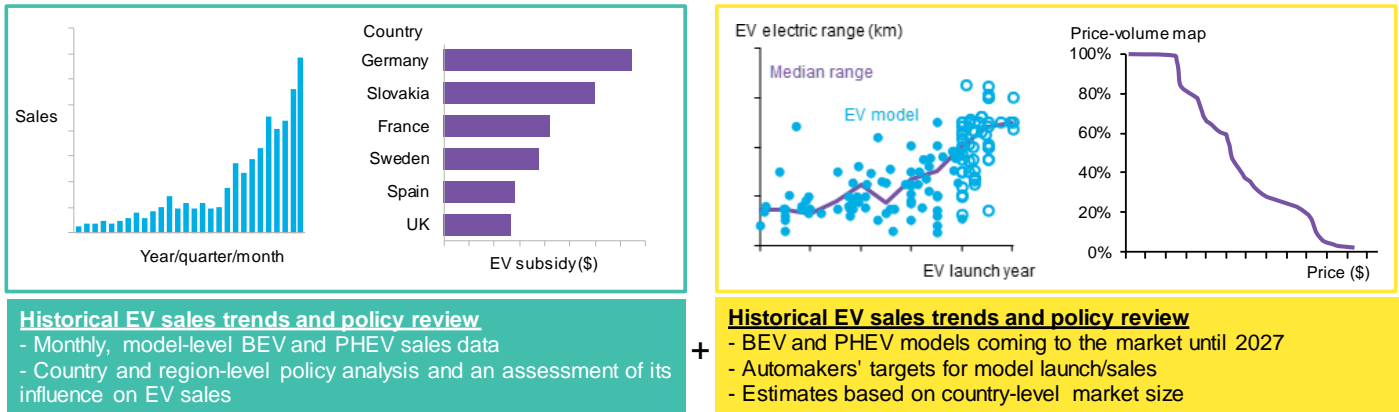 Sales
Year/quarter/month
Country
Germany
Slovakia
France
Sweden
Spain
UK
EV subsidy ($)
EV electric range (km)
Median range
EV model
EV launch year
Price-volume map
100%
80%
60%
40%
20%
0%
Price ($)
Historical EV sales trends and policy review
- Monthly, model-level BEV and PHEV sales data
- Country and region-level policy analysis and an assessment of its
influence on EV sales
+
Historical EV sales trends and policy review
- BEV and PHEV models coming to the market until 2027
- Automakers' targets for model launch/sales
- Estimates based on country-level market size